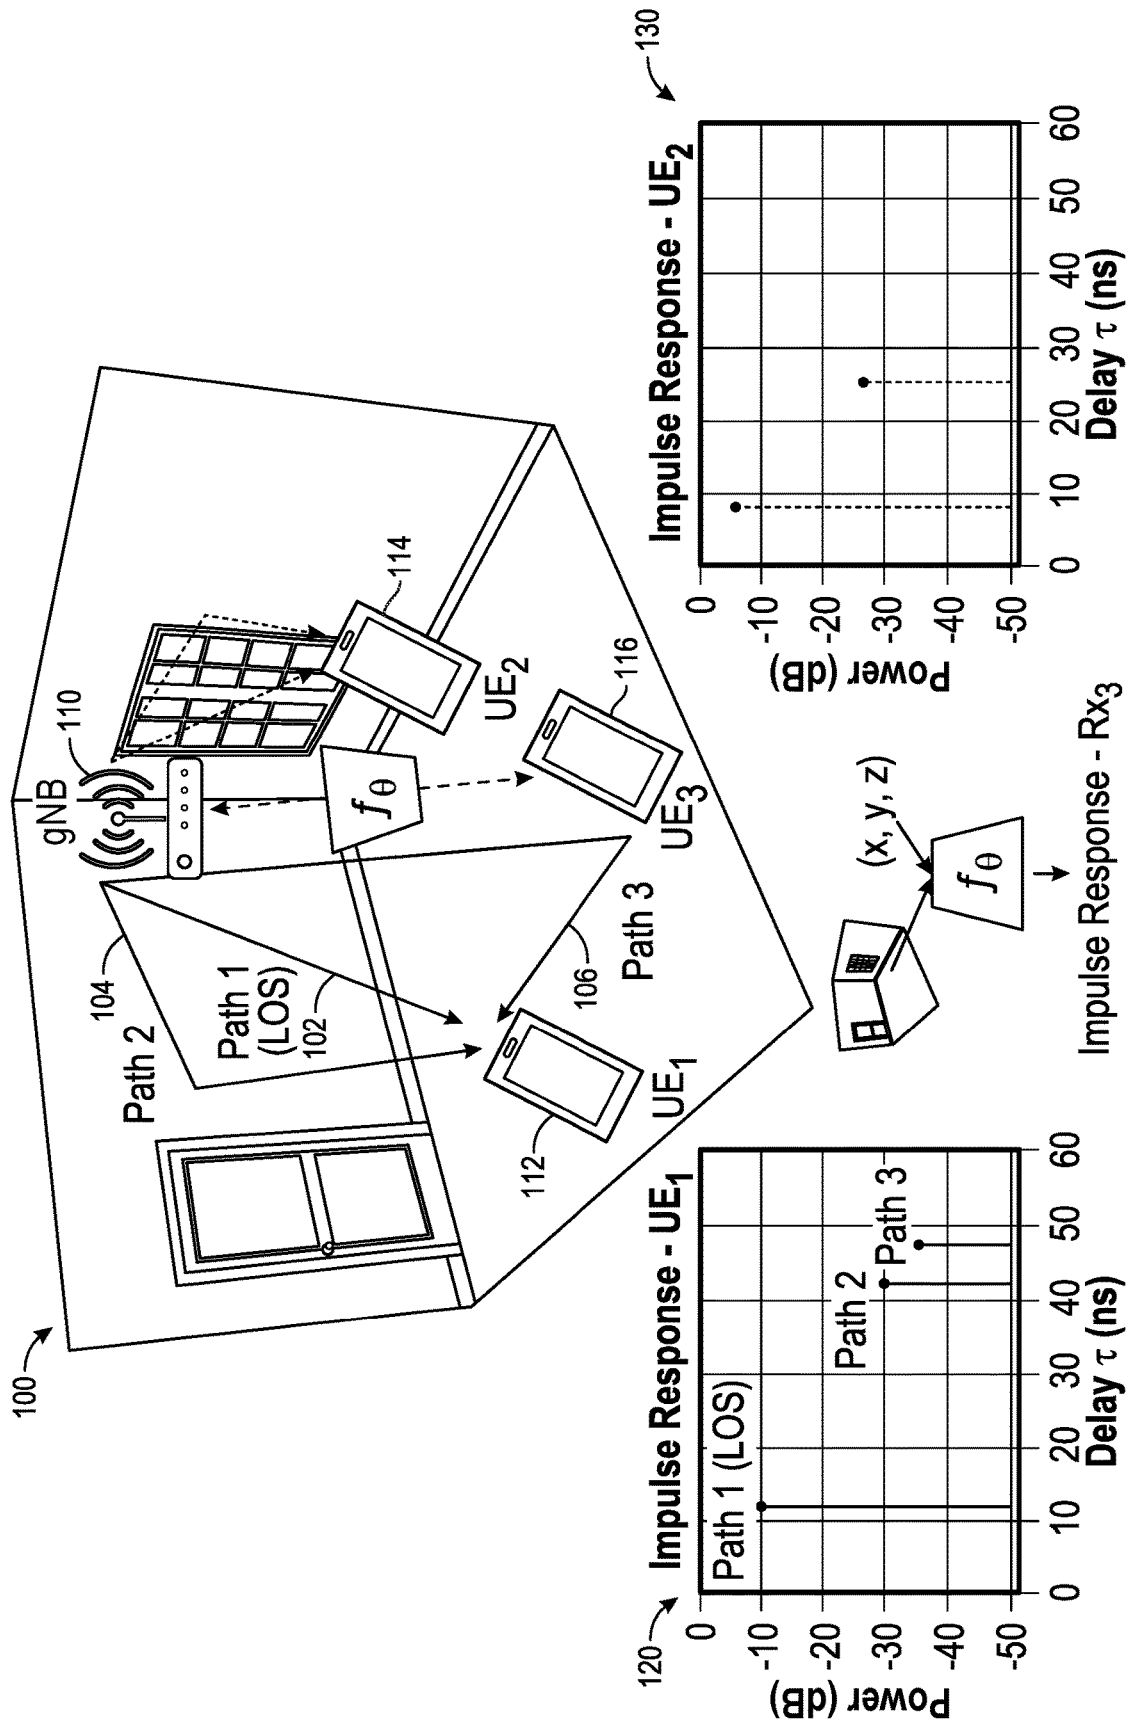 100
gNB
110
104
Path 2
Path 1
(LOS)
102
f θ
114
UE2
112
UE1
106
Path 3
UE3
116
120
Impulse Response - UE1
Power (dB)
0
-10
-20
-30
-40
-50
Path 1 (LOS)
Path 2
Path 3
0 10 20 30 40 50 60
Delay τ (ns)
(x, y, z)
f θ
Impulse Response - Rx3
130
Impulse Response - UE2
Power (dB)
0
-10
-20
-30
-40
-50
0 10 20 30 40 50 60
Delay τ (ns)